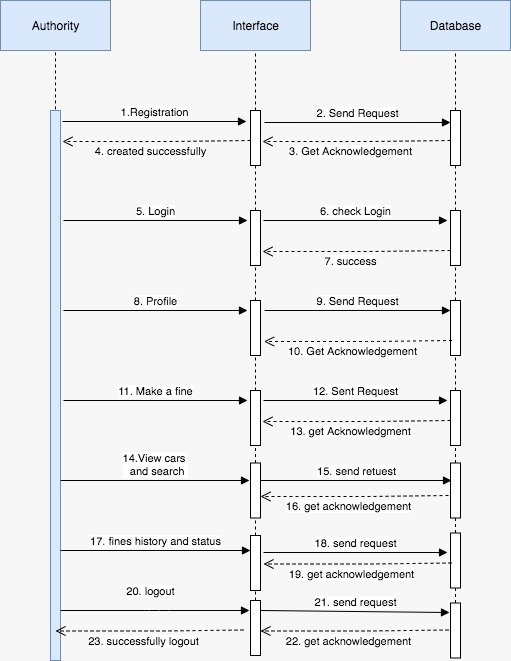 Authority
Interface
Database
1.Registration
2. Send Request
4. created successfully
3. Get Acknowledgement
5. Login
6. check Login
7. success
8. Profile
9. Send Request
10. Get Acknowledgement
11. Make a fine
12. Sent Request
13. get Acknowledgment
14.View cars
and search
15. send retuest
16. get acknowledgement
17. fines history and status
18. send request
19. get acknowledgement
20. logout
21. send request
23. successfully logout
22. get acknowledgement